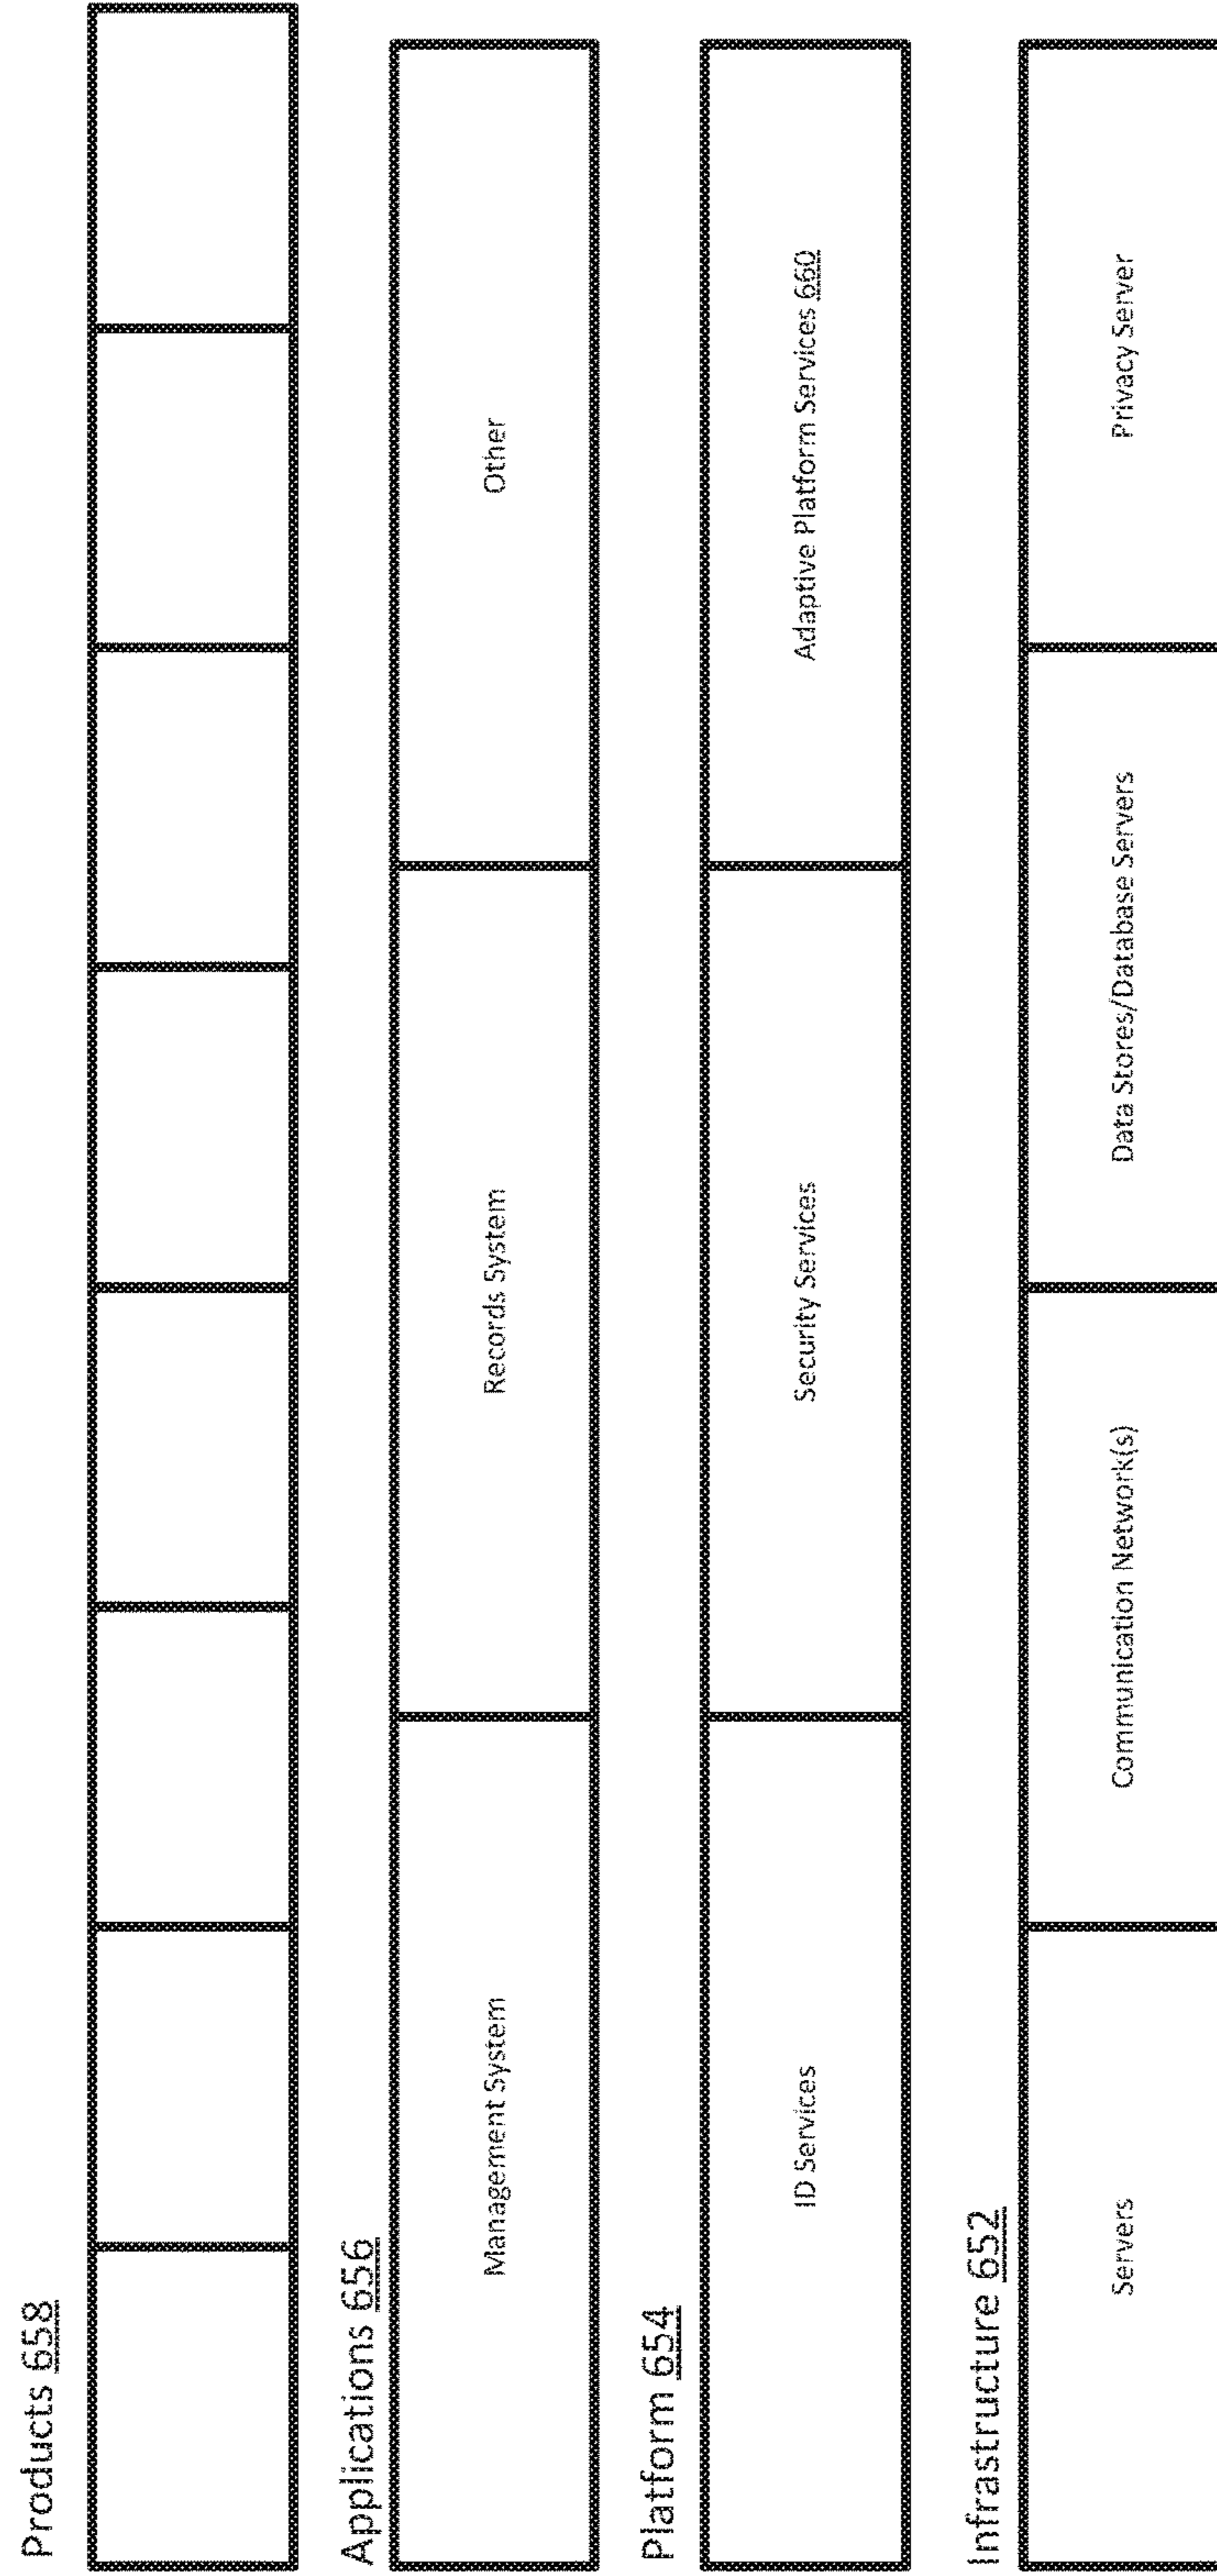 Products 658
Applications 656
Management System
Records System
Other
Platform 654
ID Services
Security Services
Adaptive Platform Services 660
Infrastructure 652
Servers
Communication Network(s)
Data Stores/Database Servers
Privacy Server